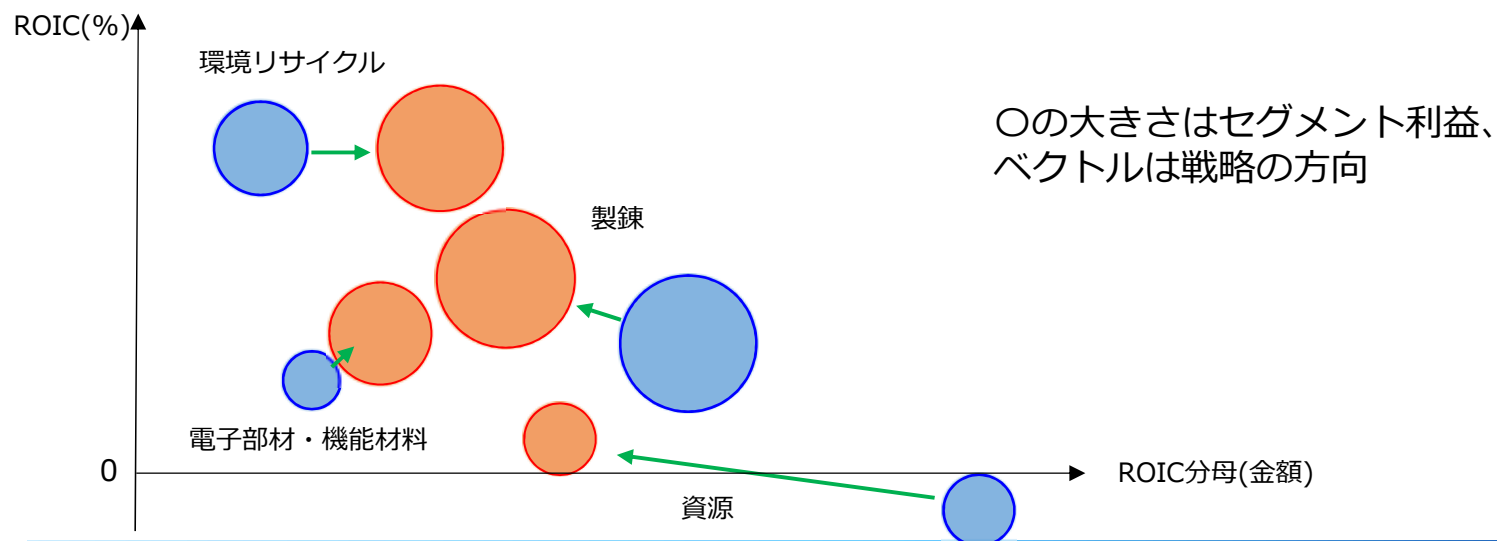 ROIC(%)
環境リサイクル
〇の大きさはセグメント利益、
ベクトルは戦略の方向
製錬
電子部材・機能材料
0
ROIC分母(金額)
資源